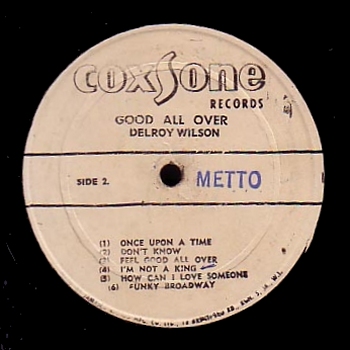 coxsone
RECORDS
GOOD ALL OVER
DELROY WILSON
SIDE 2. METTO
(1) ONCE UPON A TIME
(2) DON'T KNOW
(3) FEEL GOOD ALL OVER
(4) I'M NOT A KING
(5) HOW CAN I LOVE SOMEONE
(6) FUNKY BROADWAY